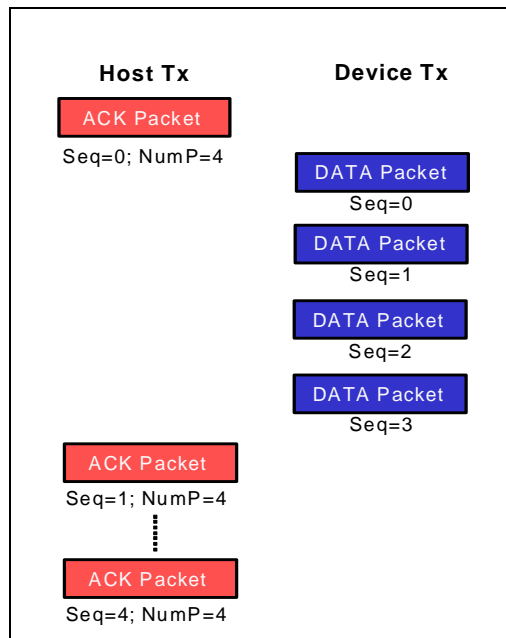 Host Tx
Device Tx
ACK Packet
Seq=0; NumP=4
DATA Packet
Seq=0
DATA Packet
Seq=1
DATA Packet
Seq=2
DATA Packet
Seq=3
ACK Packet
Seq=1; NumP=4
ACK Packet
Seq=4; NumP=4